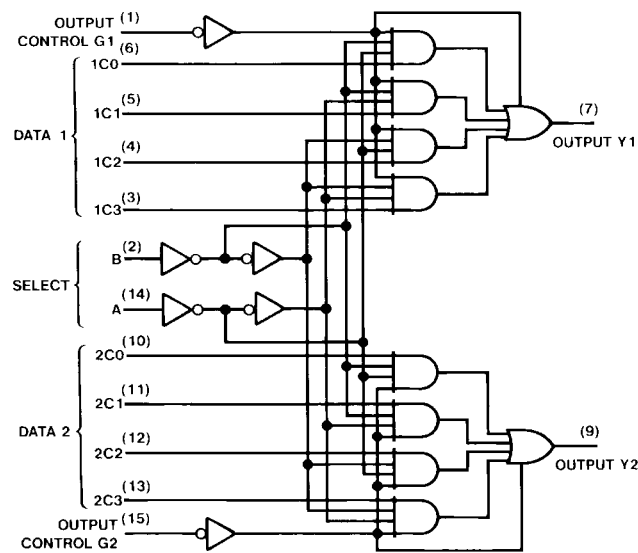 OUTPUT (1)
CONTROL G1
(6)
1C0
(5)
1C1
DATA 1
(4)
1C2
(3)
1C3
(7)
OUTPUT Y1
(2)
B
SELECT
(14)
A
(10)
2C0
(11)
2C1
DATA 2
(12)
2C2
(13)
2C3
(9)
OUTPUT Y2
OUTPUT (15)
CONTROL G2